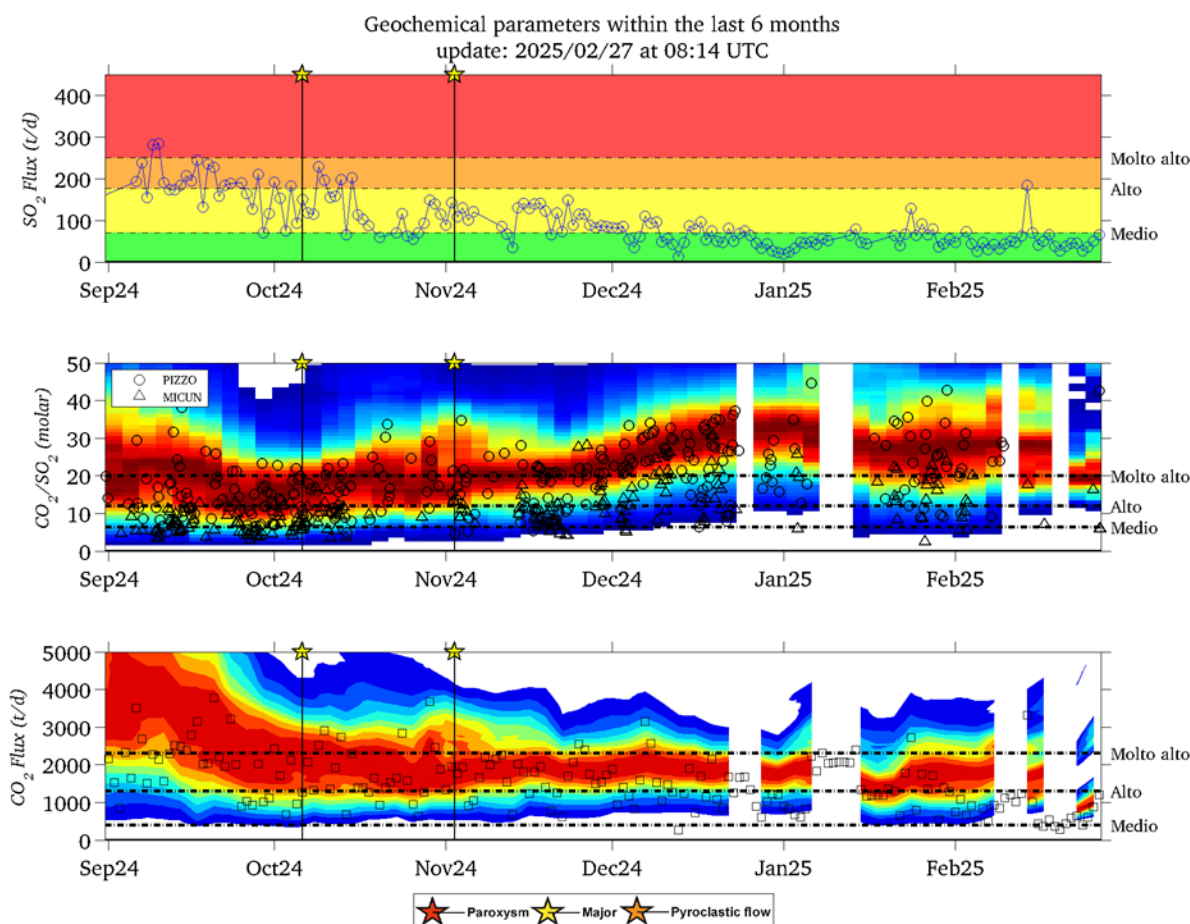 Geochemical parameters within the last 6 months
update: 2025/02/27 at 08:14 UTC
SO2 Flux (t/d)
400
300
200
100
0
Molto alto
Alto
Medio
Sep24 Oct24 Nov24 Dec24 Jan25 Feb25
CO2/SO2 (molar)
50
40
30
20
10
0
PIZZO
MICUN
Molto alto
Alto
Medio
Sep24 Oct24 Nov24 Dec24 Jan25 Feb25
CO2 Flux (t/d)
5000
4000
3000
2000
1000
0
Molto alto
Alto
Medio
Sep24 Oct24 Nov24 Dec24 Jan25 Feb25
Paroxysm Major Pyroclastic flow